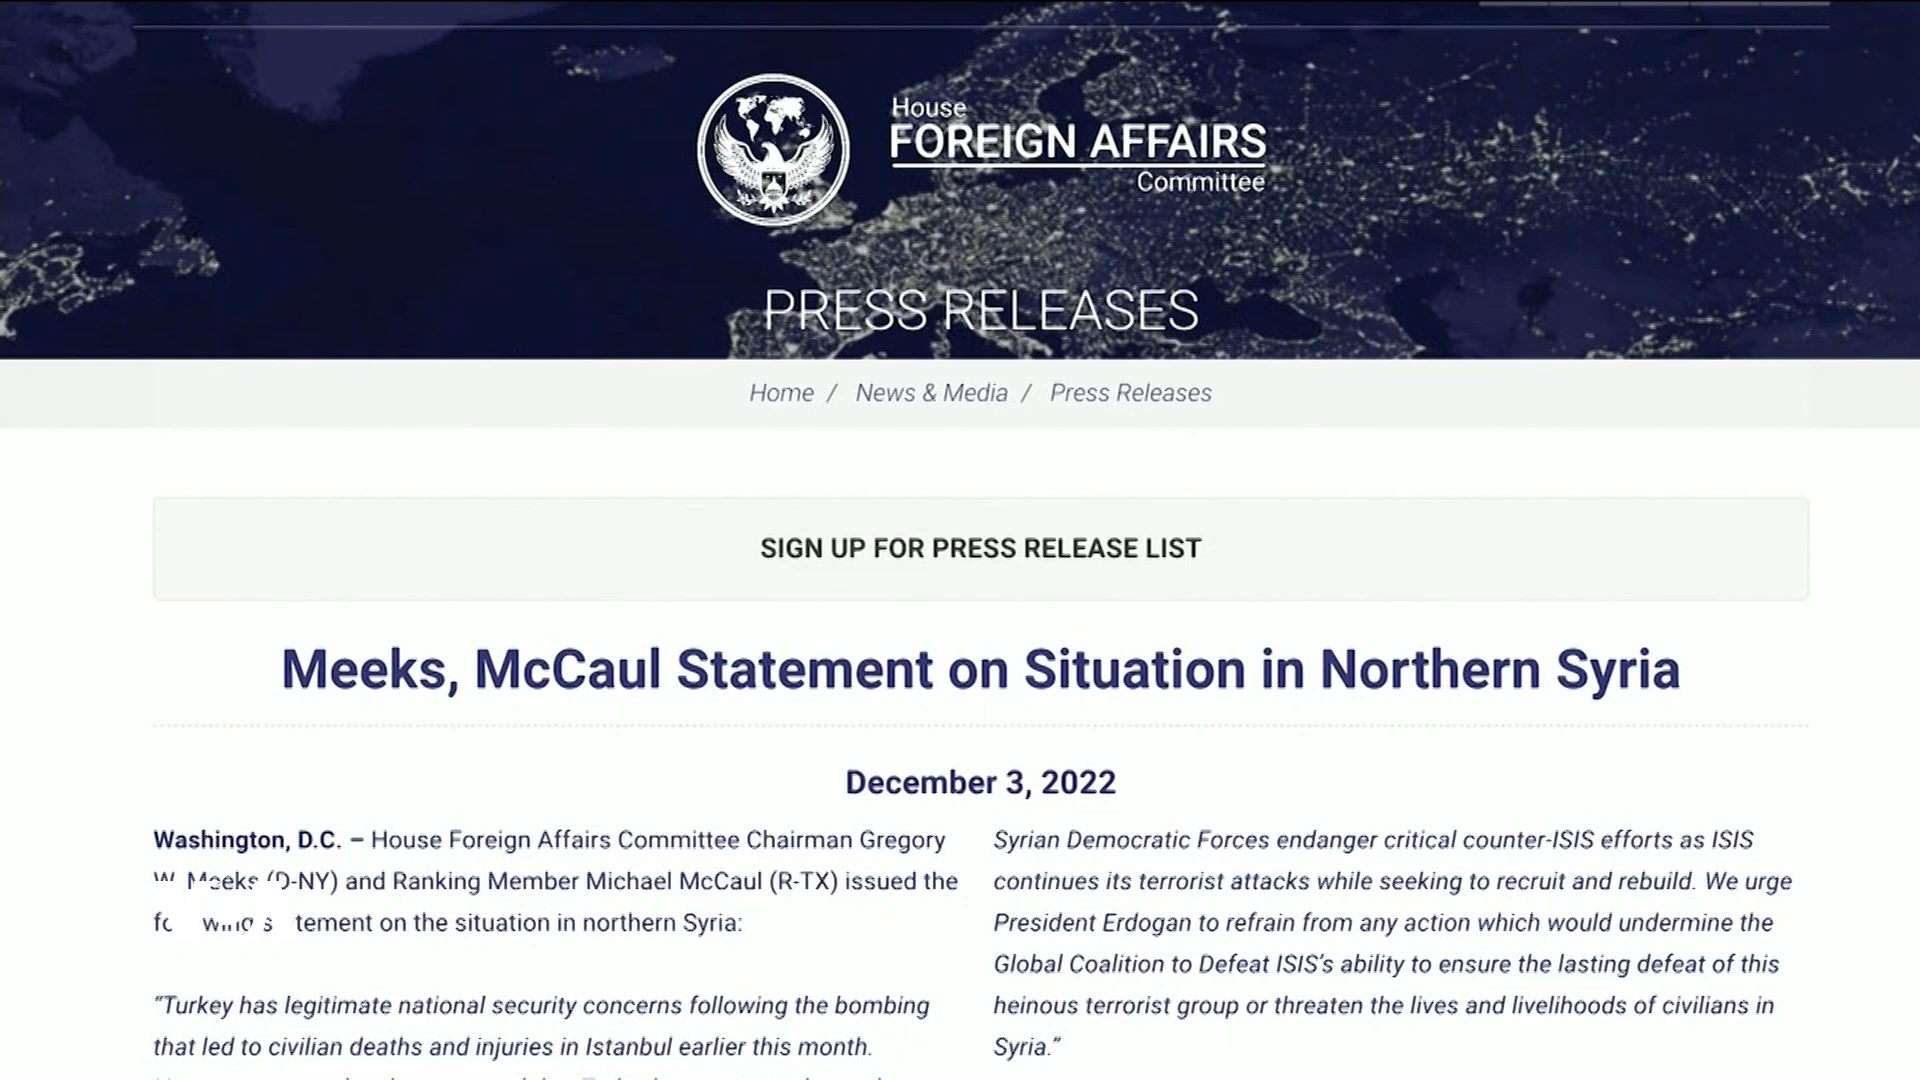 House
FOREIGN AFFAIRS
Committee
PRESS RELEASES
Home / News & Media / Press Releases
SIGN UP FOR PRESS RELEASE LIST
Meeks, McCaul Statement on Situation in Northern Syria
December 3, 2022
Washington, D.C. – House Foreign Affairs Committee Chairman Gregory
W. Meeks (D-NY) and Ranking Member Michael McCaul (R-TX) issued the
tement on the situation in northern Syria:
“Turkey has legitimate national security concerns following the bombing
that led to civilian deaths and injuries in Istanbul earlier this month.
Syrian Democratic Forces endanger critical counter-ISIS efforts as ISIS
continues its terrorist attacks while seeking to recruit and rebuild. We urge
President Erdogan to refrain from any action which would undermine the
Global Coalition to Defeat ISIS’s ability to ensure the lasting defeat of this
heinous terrorist group or threaten the lives and livelihoods of civilians in
Syria.”